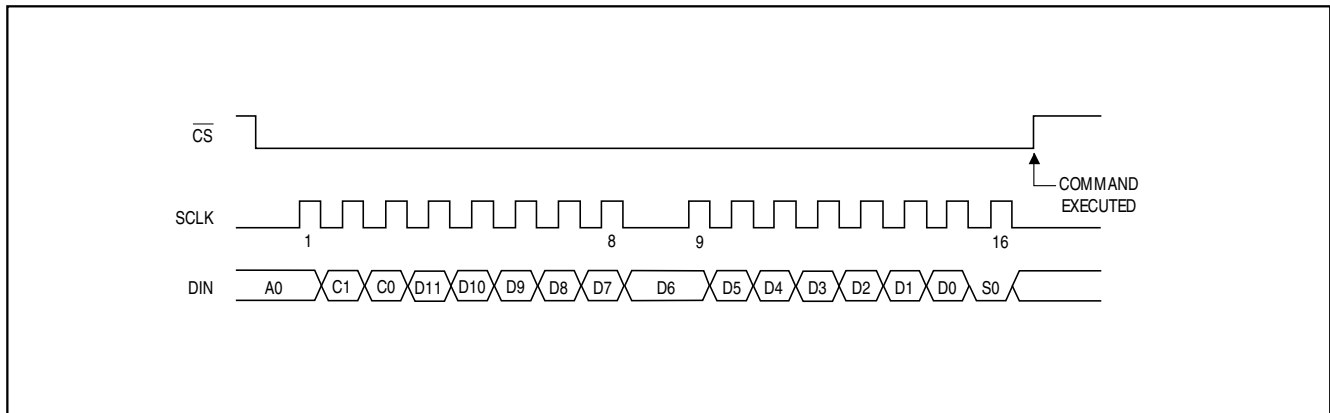 CS
COMMAND
EXECUTED
SCLK
1 8 9 16
DIN A0 C1 C0 D11 D10 D9 D8 D7 D6 D5 D4 D3 D2 D1 D0 S0